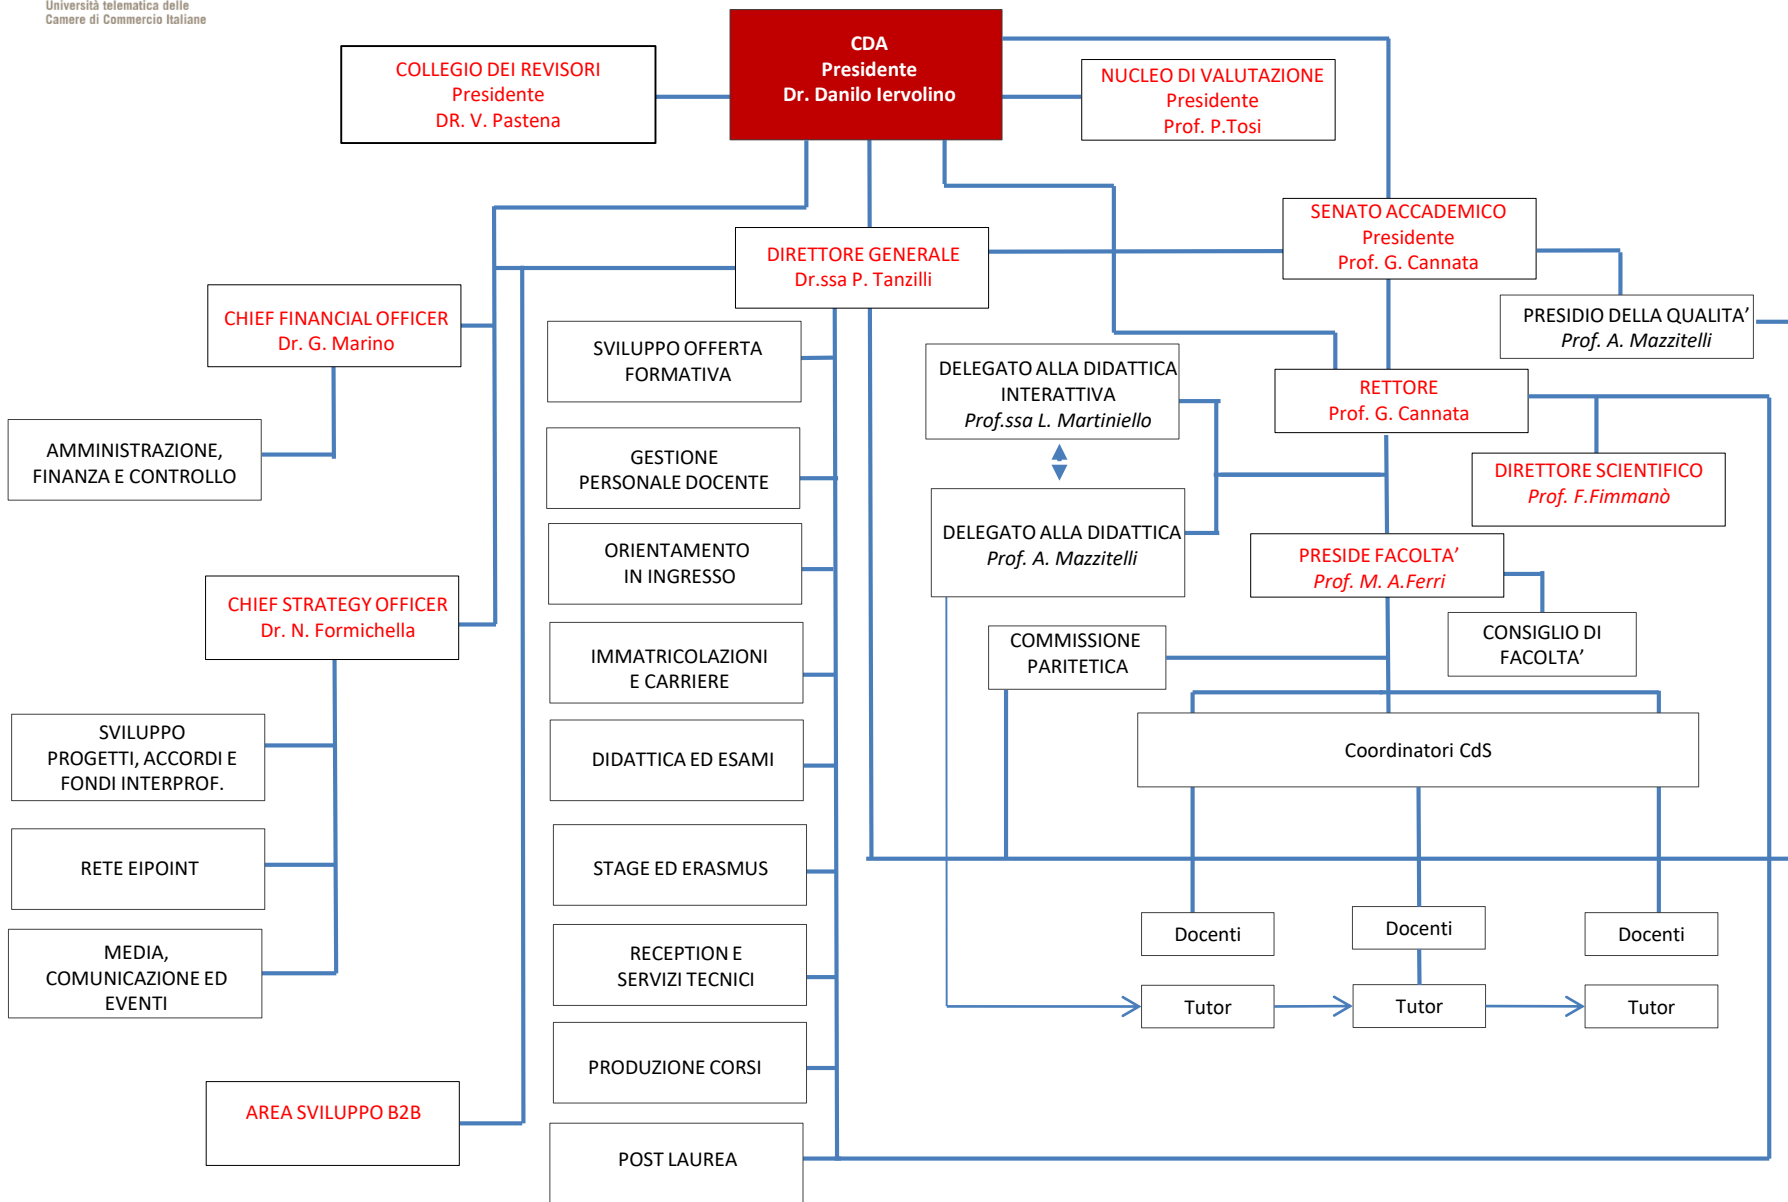 Università telematica delle
Camere di Commercio Italiane
CDA
Presidente
Dr. Danilo Iervolino
COLLEGIO DEI REVISORI
Presidente
DR. V. Pastena
NUCLEO DI VALUTAZIONE
Presidente
Prof. P.Tosi
SENATO ACCADEMICO
Presidente
Prof. G. Cannata
DIRETTORE GENERALE
Dr.ssa P. Tanzilli
CHIEF FINANCIAL OFFICER
Dr. G. Marino
PRESIDIO DELLA QUALITA’
Prof. A. Mazzitelli
SVILUPPO OFFERTA
FORMATIVA
DELEGATO ALLA DIDATTICA
INTERATTIVA
Prof.ssa L. Martiniello
RETTORE
Prof. G. Cannata
AMMINISTRAZIONE,
FINANZA E CONTROLLO
GESTIONE
PERSONALE DOCENTE
DIRETTORE SCIENTIFICO
Prof. F.Fimmanò
DELEGATO ALLA DIDATTICA
Prof. A. Mazzitelli
ORIENTAMENTO
IN INGRESSO
PRESIDE FACOLTA’
Prof. M. A.Ferri
CHIEF STRATEGY OFFICER
Dr. N. Formichella
IMMATRICOLAZIONI
E CARRIERE
COMMISSIONE
PARITETICA
CONSIGLIO DI
FACOLTA’
SVILUPPO
PROGETTI, ACCORDI E
FONDI INTERPROF.
DIDATTICA ED ESAMI
Coordinatori CdS
RETE EIPOINT
STAGE ED ERASMUS
MEDIA,
COMUNICAZIONE ED
EVENTI
RECEPTION E
SERVIZI TECNICI
Docenti
Docenti
Docenti
Tutor
Tutor
Tutor
PRODUZIONE CORSI
AREA SVILUPPO B2B
POST LAUREA